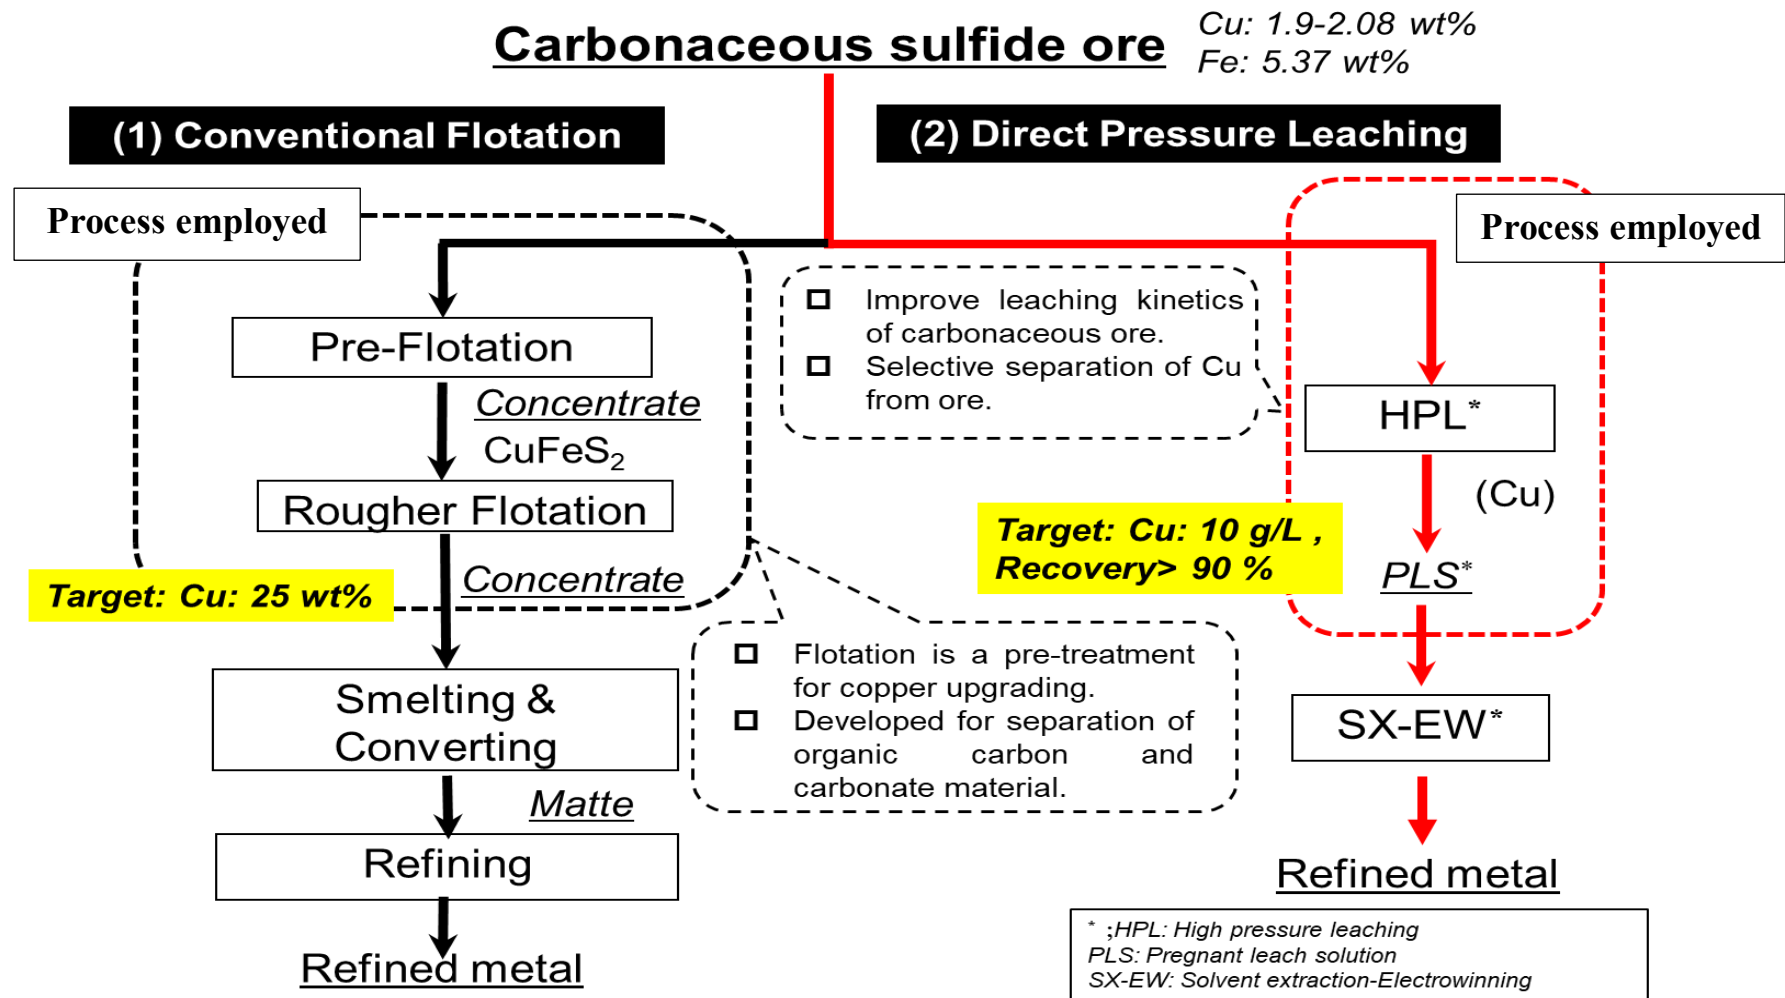 Carbonaceous sulfide ore
Cu: 1.9-2.08 wt%
Fe: 5.37 wt%
(1) Conventional Flotation
(2) Direct Pressure Leaching
Process employed
Process employed
Pre-Flotation
Concentrate
CuFeS₂
Rougher Flotation
Target: Cu: 25 wt%
Concentrate
Smelting &
Converting
Matte
Refining
Refined metal
Flotation is a pre-treatment
for copper upgrading.
Developed for separation of
organic carbon and
carbonate material.
Improve leaching kinetics
of carbonaceous ore.
Selective separation of Cu
from ore.
HPL*
(Cu)
Target: Cu: 10 g/L ,
Recovery> 90 %
PLS*
SX-EW*
Refined metal
* ;HPL: High pressure leaching
PLS: Pregnant leach solution
SX-EW: Solvent extraction-Electrowinning